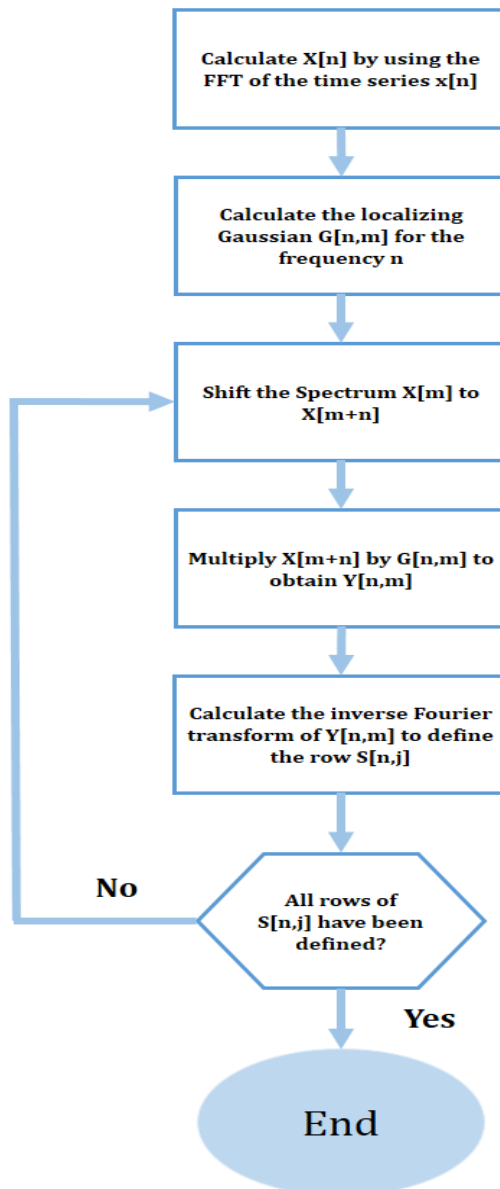 Calculate X[n] by using the
FFT of the time series x[n]
Calculate the localizing
Gaussian G[n,m] for the
frequency n
Shift the Spectrum X[m] to
X[m+n]
Multiply X[m+n] by G[n,m] to
obtain Y[n,m]
Calculate the inverse Fourier
transform of Y[n,m] to define
the row S[n,j]
No
All rows of
S[n,j] have been
defined?
Yes
End